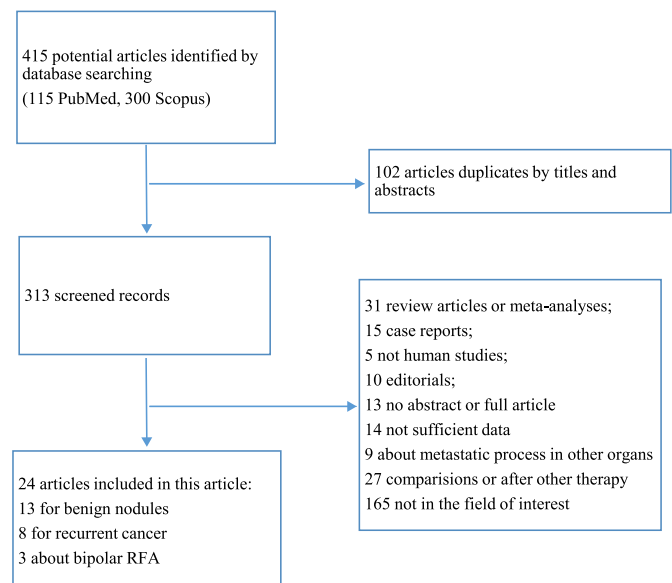 415 potential articles identified by
database searching
(115 PubMed, 300 Scopus)
102 articles duplicates by titles and
abstracts
313 screened records
31 review articles or meta-analyses;
15 case reports;
5 not human studies;
10 editorials;
13 no abstract or full article
14 not sufficient data
9 about metastatic process in other organs
27 comparisions or after other therapy
165 not in the field of interest
24 articles included in this article:
13 for benign nodules
8 for recurrent cancer
3 about bipolar RFA